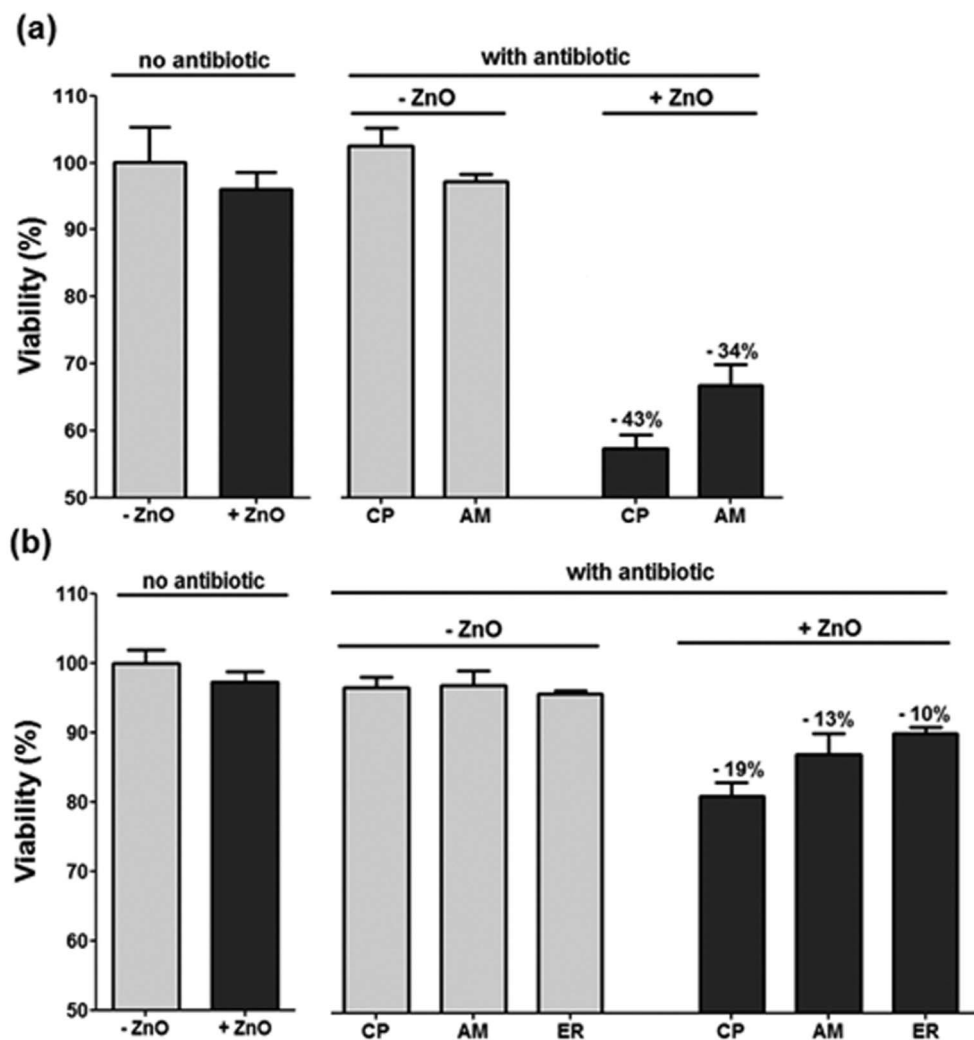 (a)
no antibiotic
with antibiotic
- ZnO
+ ZnO
Viability (%)
110
100
90
80
70
60
50
- 43%
- 34%
- ZnO
+ ZnO
CP
AM
CP
AM
(b)
no antibiotic
with antibiotic
- ZnO
+ ZnO
Viability (%)
110
100
90
80
70
60
50
- 19%
- 13%
- 10%
- ZnO
+ ZnO
CP
AM
ER
CP
AM
ER